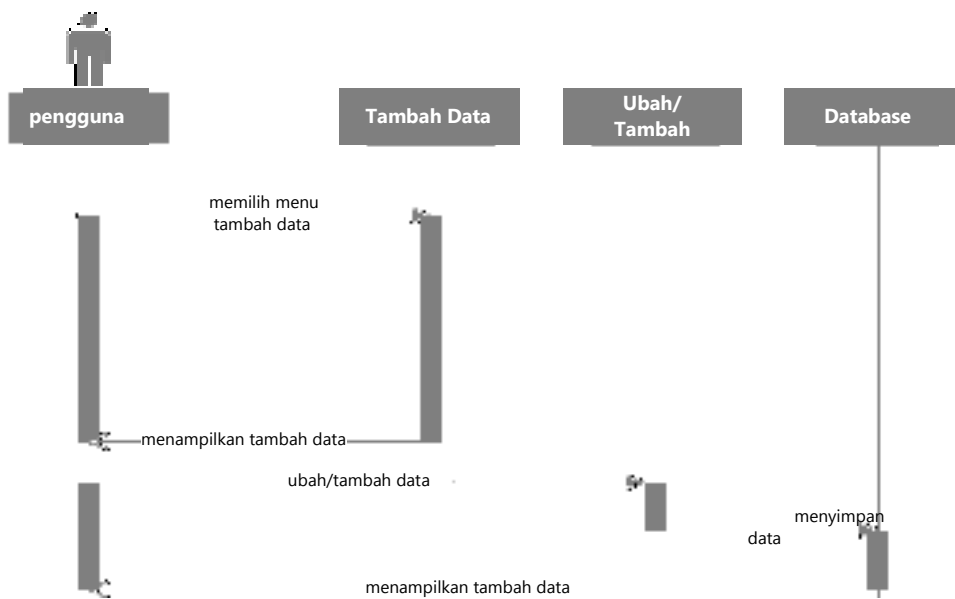 pengguna
Tambah Data
Ubah/
Tambah
Database
memilih menu
tambah data
menampilkan tambah data
ubah/tambah data
menyimpan
data
menampilkan tambah data